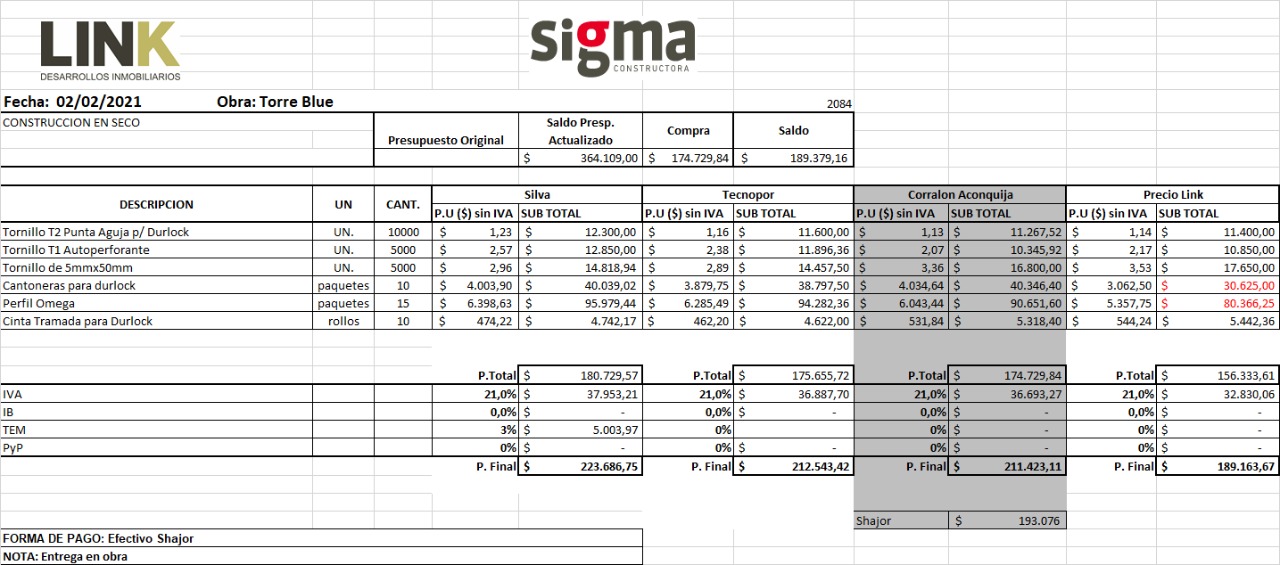 LINK
DESARROLLOS INMOBILIARIOS
sigma
CONSTRUCTORA
Fecha: 02/02/2021 Obra: Torre Blue 2084
CONSTRUCCION EN SECO
Presupuesto Original Saldo Presp. Actualizado Compra Saldo
$ 364.109,00 $ 174.729,84 $ 189.379,16
DESCRIPCION UN CANT. Silva Tecnopor Corralon Aconquija Precio Link
P.U ($) sin IVA SUB TOTAL P.U ($) sin IVA SUB TOTAL P.U ($) sin IVA SUB TOTAL P.U ($) sin IVA SUB TOTAL
Tornillo T2 Punta Aguja p/ Durlock UN. 10000 $ 1,23 $ 12.300,00 $ 1,16 $ 11.600,00 $ 1,13 $ 11.267,52 $ 1,14 $ 11.400,00
Tornillo T1 Autoperforante UN. 5000 $ 2,57 $ 12.850,00 $ 2,38 $ 11.896,36 $ 2,07 $ 10.345,92 $ 2,17 $ 10.850,00
Tornillo de 5mmx50mm UN. 5000 $ 2,96 $ 14.818,94 $ 2,89 $ 14.457,50 $ 3,36 $ 16.800,00 $ 3,53 $ 17.650,00
Cantoneras para durlock paquetes 10 $ 4.003,90 $ 40.039,02 $ 3.879,75 $ 38.797,50 $ 4.034,64 $ 40.346,40 $ 3.062,50 $ 30.625,00
Perfil Omega paquetes 15 $ 6.398,63 $ 95.979,44 $ 6.285,49 $ 94.282,36 $ 6.043,44 $ 90.651,60 $ 5.357,75 $ 80.366,25
Cinta Tramada para Durlock rollos 10 $ 474,22 $ 4.742,17 $ 462,20 $ 4.622,00 $ 531,84 $ 5.318,40 $ 544,24 $ 5.442,36
P.Total $ 180.729,57 P.Total $ 175.655,72 P.Total $ 174.729,84 P.Total $ 156.333,61
IVA 21,0% $ 37.953,21 21,0% $ 36.887,70 21,0% $ 36.693,27 21,0% $ 32.830,06
IB 0,0% $ - 0,0% $ - 0,0% $ - 0,0% $ -
TEM 3% $ 5.003,97 0% 0% $ - 0% $ -
PyP 0% $ - 0% $ - 0% $ - 0% $ -
P. Final $ 223.686,75 P. Final $ 212.543,42 P. Final $ 211.423,11 P. Final $ 189.163,67
Shajor $ 193.076
FORMA DE PAGO: Efectivo Shajor
NOTA: Entrega en obra